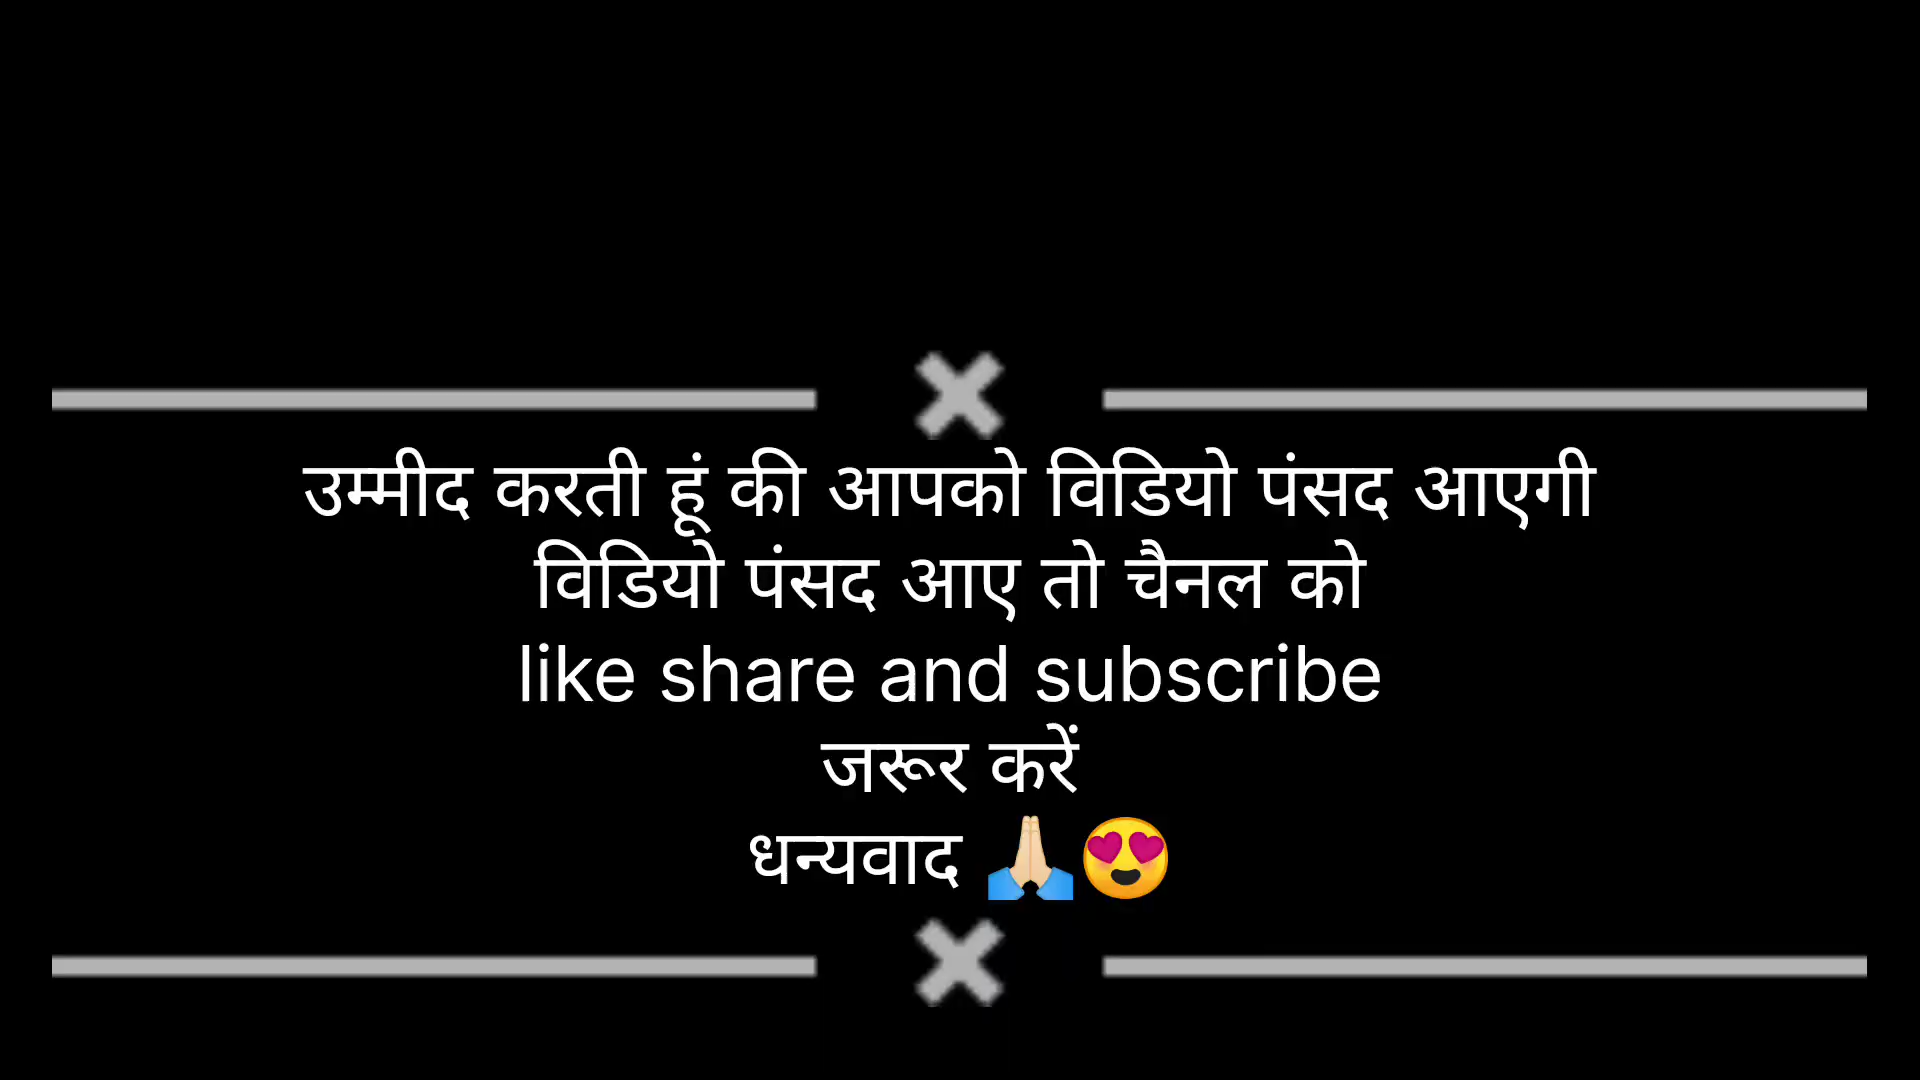 उम्मीद करती हूं की आपको विडियो पंसद आएगी
विडियो पंसद आए तो चैनल को
like share and subscribe
जरूर करें
धन्यवाद 🙏🏻😍